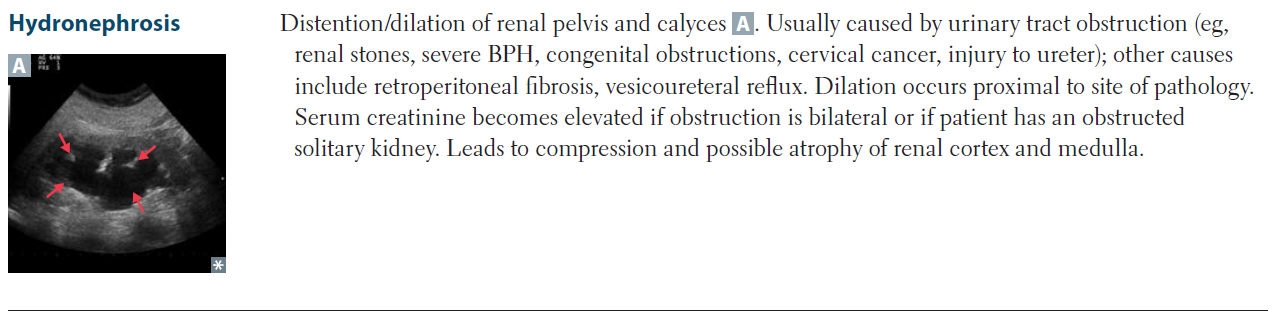 Hydronephrosis
Distention/dilation of renal pelvis and calyces A. Usually caused by urinary tract obstruction (eg,
renal stones, severe BPH, congenital obstructions, cervical cancer, injury to ureter); other causes
include retroperitoneal fibrosis, vesicoureteral reflux. Dilation occurs proximal to site of pathology.
Serum creatinine becomes elevated if obstruction is bilateral or if patient has an obstructed
solitary kidney. Leads to compression and possible atrophy of renal cortex and medulla.
A
*